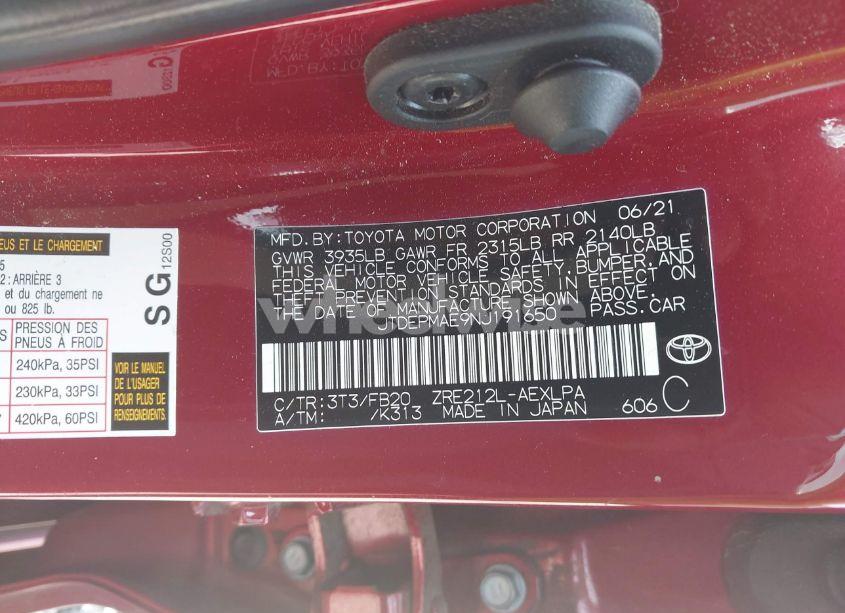 MFD. BY: TOYOTA MOTOR CORPORATION 06/21
GVWR 3935LB GAWR FR 2315LB RR 2140LB
THIS VEHICLE CONFORMS TO ALL APPLICABLE
FEDERAL MOTOR VEHICLE SAFETY, BUMPER, AND
THEFT PREVENTION STANDARDS IN EFFECT ON
THE DATE OF MANUFACTURE SHOWN ABOVE.
JTDEPMAE9NJ191650 PASS. CAR
C/TR: 3T3/FB20 ZRE212L-AEXLPA
A/TM: /K313 MADE IN JAPAN 606 C
PNEUS ET LE CHARGEMENT
5
2: ARRIÈRE 3
et du chargement ne
ou 825 lb.
S PRESSION DES
PNEUS À FROID
240kPa, 35PSI
230kPa, 33PSI
420kPa, 60PSI
VOIR LE MANUEL
DE L'USAGER
POUR PLUS DE
RENSEIGNEMENTS.
SG 12S00